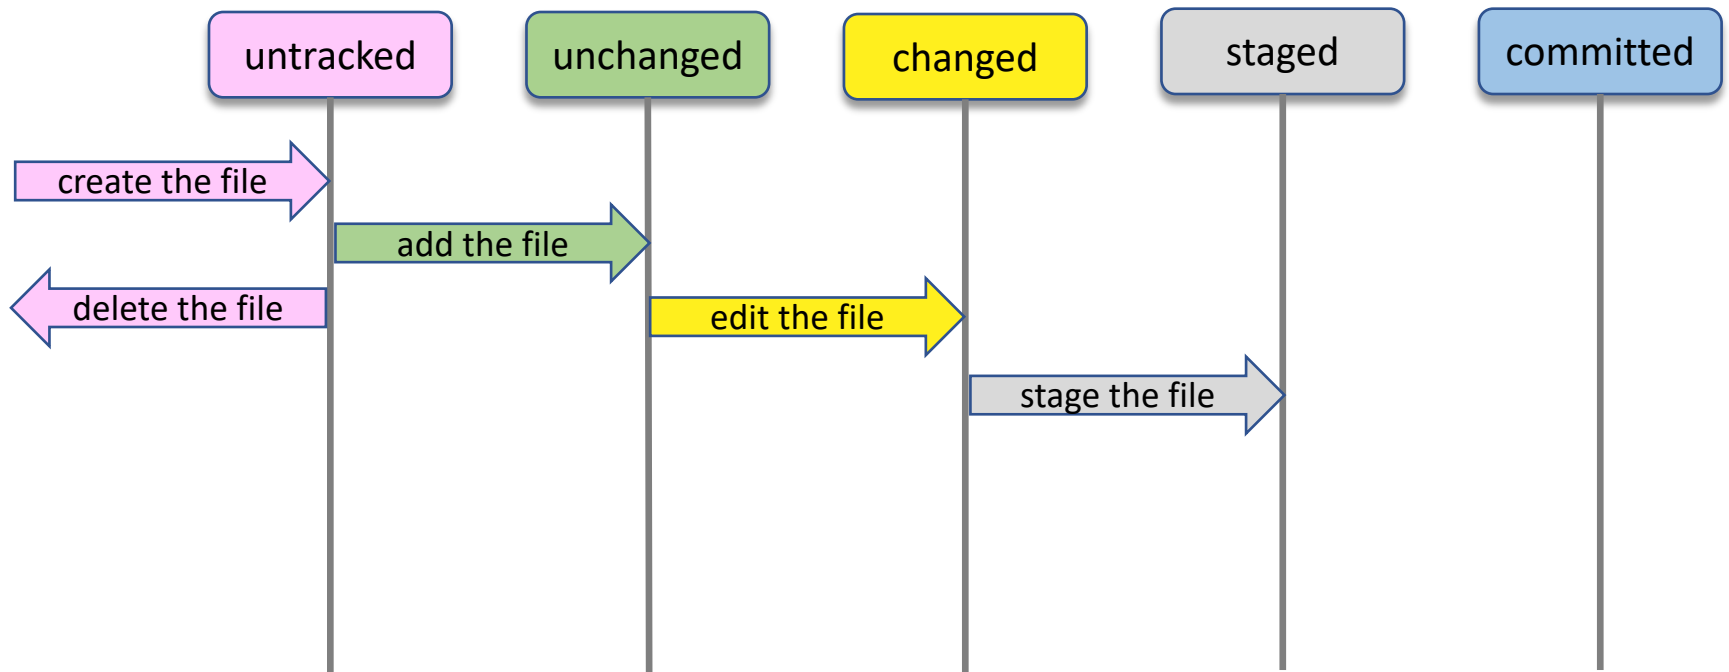 untracked
unchanged
changed
staged
committed
create the file
add the file
delete the file
edit the file
stage the file